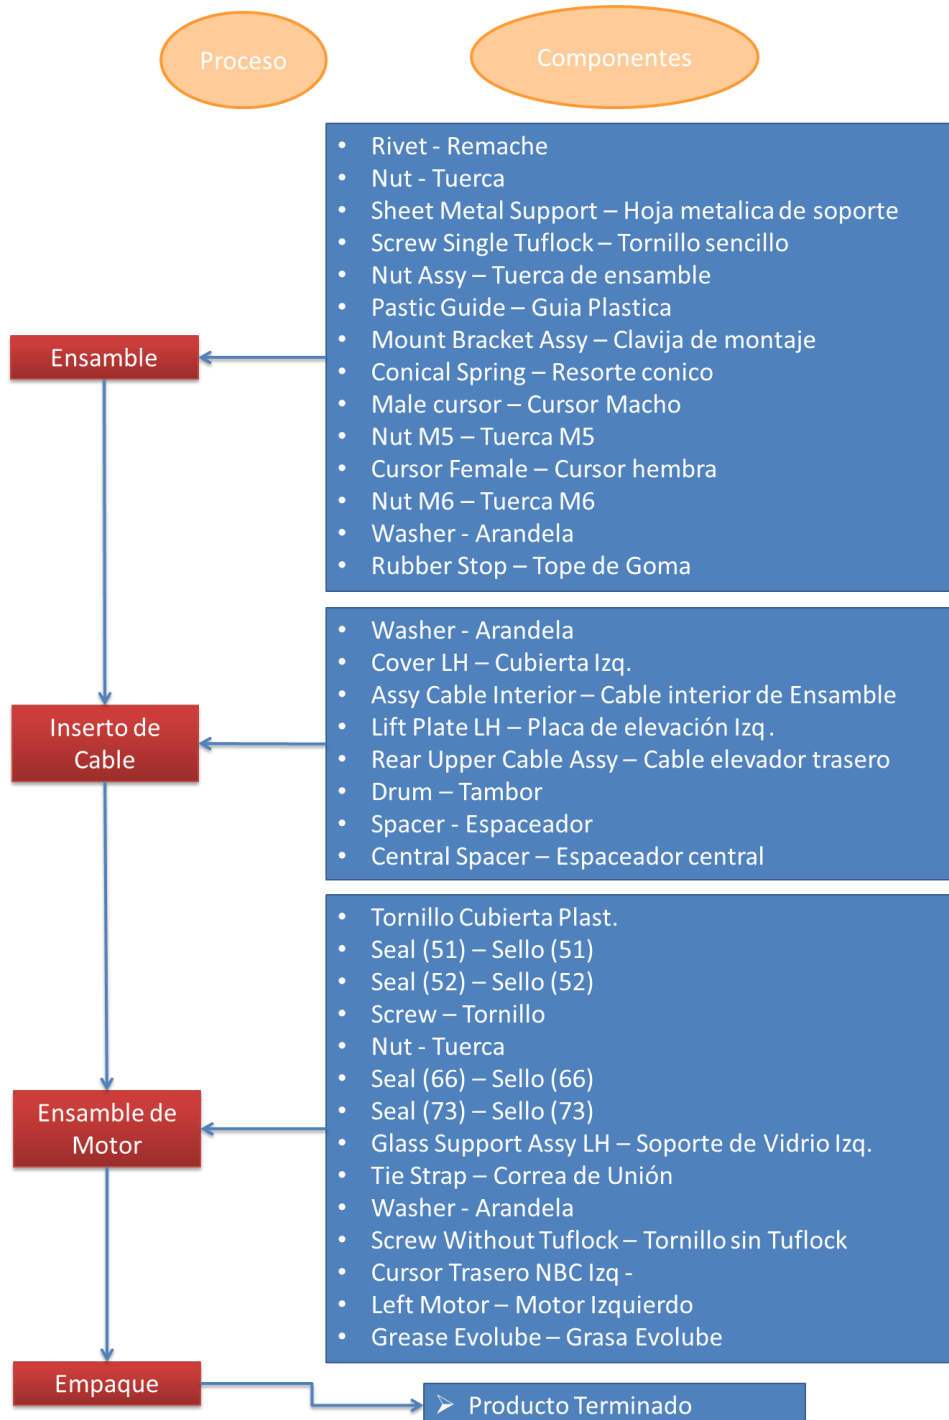 Proceso
Componentes
• Rivet - Remache
• Nut - Tuerca
• Sheet Metal Support – Hoja metalica de soporte
• Screw Single Tuflock – Tornillo sencillo
• Nut Assy – Tuerca de ensamble
• Pastic Guide – Guia Plastica
• Mount Bracket Assy – Clavija de montaje
• Conical Spring – Resorte conico
• Male cursor – Cursor Macho
• Nut M5 – Tuerca M5
• Cursor Female – Cursor hembra
• Nut M6 – Tuerca M6
• Washer - Arandela
• Rubber Stop – Tope de Goma
Ensamble
• Washer - Arandela
• Cover LH – Cubierta Izq.
• Assy Cable Interior – Cable interior de Ensamble
• Lift Plate LH – Placa de elevación Izq.
• Rear Upper Cable Assy – Cable elevador trasero
• Drum – Tambor
• Spacer - Espaceador
• Central Spacer – Espaceador central
Inserto de
Cable
• Tornillo Cubierta Plast.
• Seal (51) – Sello (51)
• Seal (52) – Sello (52)
• Screw – Tornillo
• Nut - Tuerca
• Seal (66) – Sello (66)
• Seal (73) – Sello (73)
• Glass Support Assy LH – Soporte de Vidrio Izq.
• Tie Strap – Correa de Unión
• Washer - Arandela
• Screw Without Tuflock – Tornillo sin Tuflock
• Cursor Trasero NBC Izq -
• Left Motor – Motor Izquierdo
• Grease Evolube – Grasa Evolube
Ensamble de
Motor
Empaque
➢ Producto Terminado